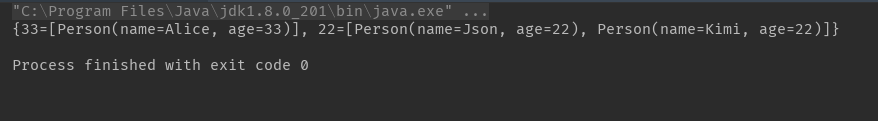 "C:\Program Files\Java\jdk1.8.0_201\bin\java.exe" ...
{33=[Person(name=Alice, age=33)], 22=[Person(name=Json, age=22), Person(name=Kimi, age=22)]}
Process finished with exit code 0